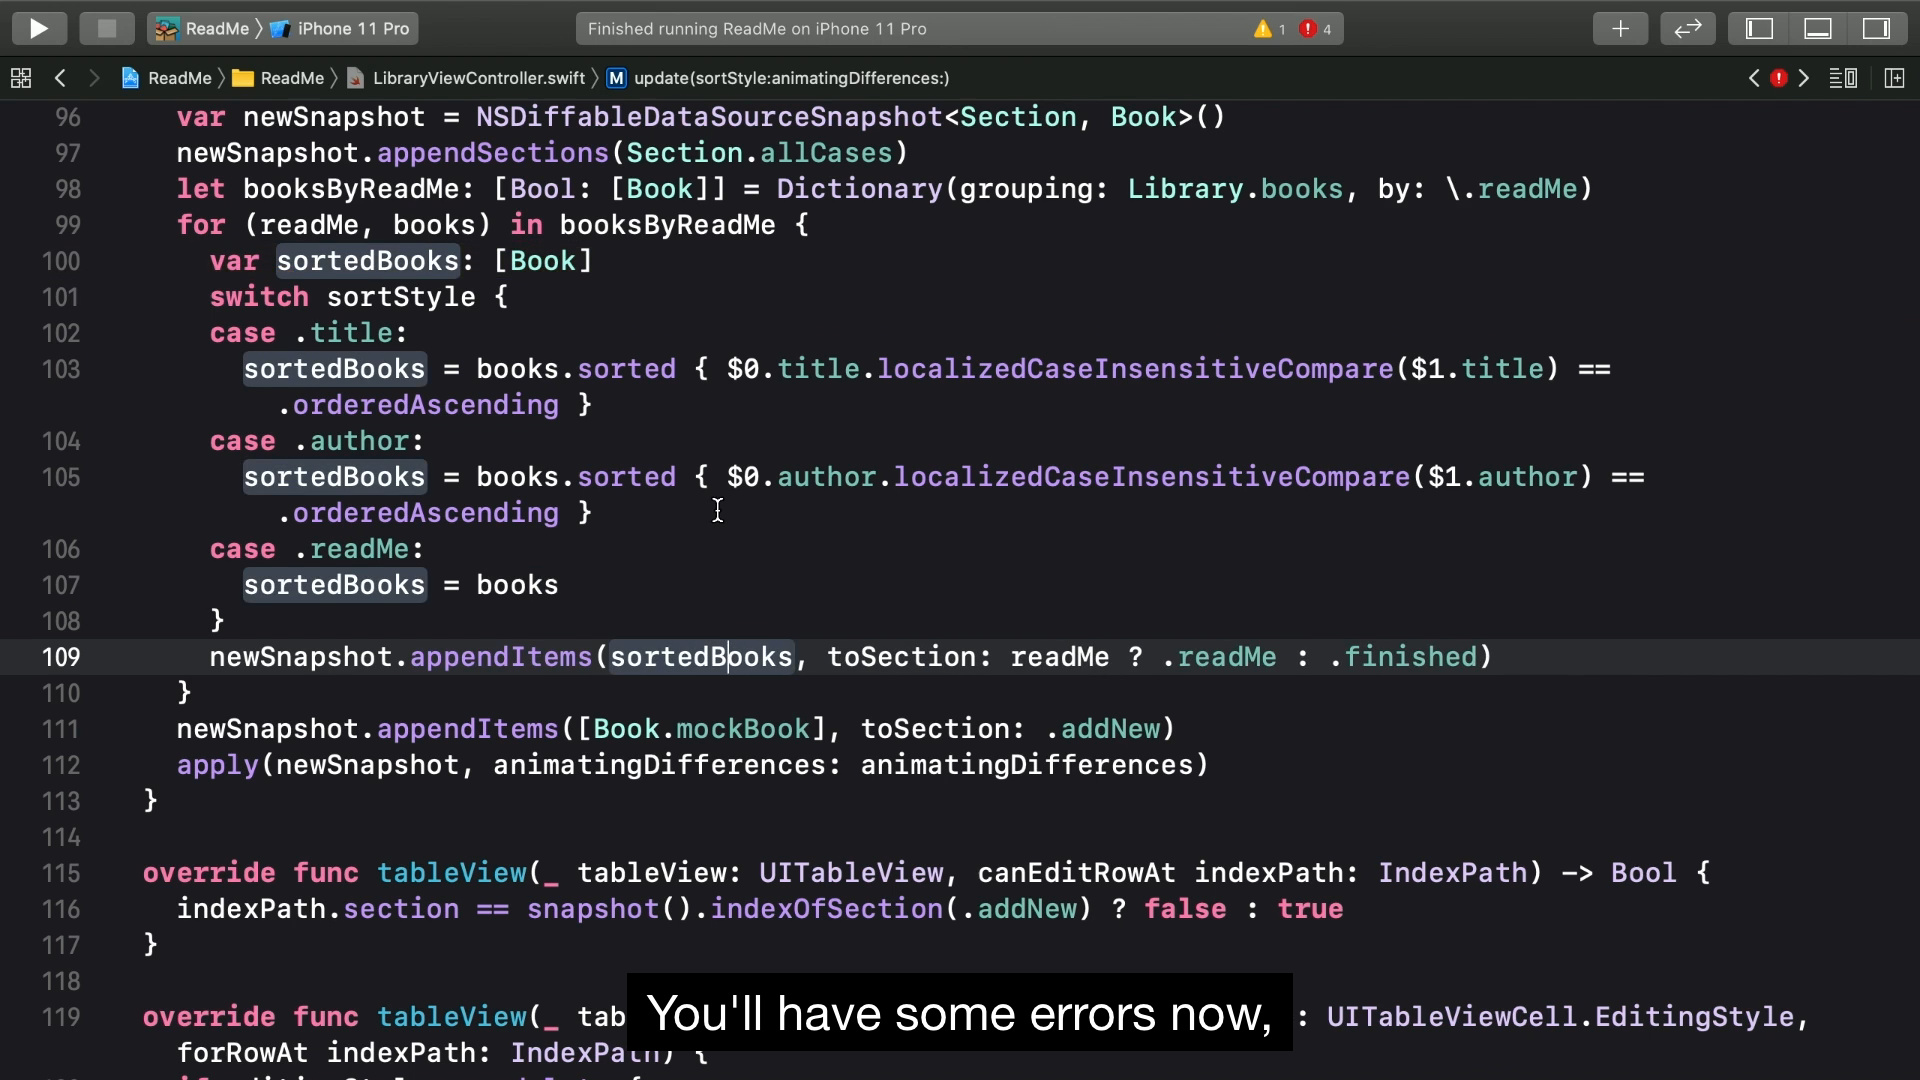 ReadMe 〉 iPhone 11 Pro
Finished running ReadMe on iPhone 11 Pro
1 4
ReadMe 〉 ReadMe 〉 LibraryViewController.swift 〉 M update(sortStyle:animatingDifferences:)
96 var newSnapshot = NSDiffableDataSourceSnapshot<Section, Book>()
97 newSnapshot.appendSections(Section.allCases)
98 let booksByReadMe: [Bool: [Book]] = Dictionary(grouping: Library.books, by: \.readMe)
99 for (readMe, books) in booksByReadMe {
100 var sortedBooks: [Book]
101 switch sortStyle {
102 case .title:
103 sortedBooks = books.sorted { $0.title.localizedCaseInsensitiveCompare($1.title) ==
.orderedAscending }
104 case .author:
105 sortedBooks = books.sorted { $0.author.localizedCaseInsensitiveCompare($1.author) ==
.orderedAscending }
106 case .readMe:
107 sortedBooks = books
108 }
109 newSnapshot.appendItems(sortedBooks, toSection: readMe ? .readMe : .finished)
110 }
111 newSnapshot.appendItems([Book.mockBook], toSection: .addNew)
112 apply(newSnapshot, animatingDifferences: animatingDifferences)
113 }
114
115 override func tableView(_ tableView: UITableView, canEditRowAt indexPath: IndexPath) -> Bool {
116 indexPath.section == snapshot().indexOfSection(.addNew) ? false : true
117 }
118
119 override func tableView(_ tab : UITableViewCell.EditingStyle,
You'll have some errors now,
forRowAt indexPath: IndexPath) {